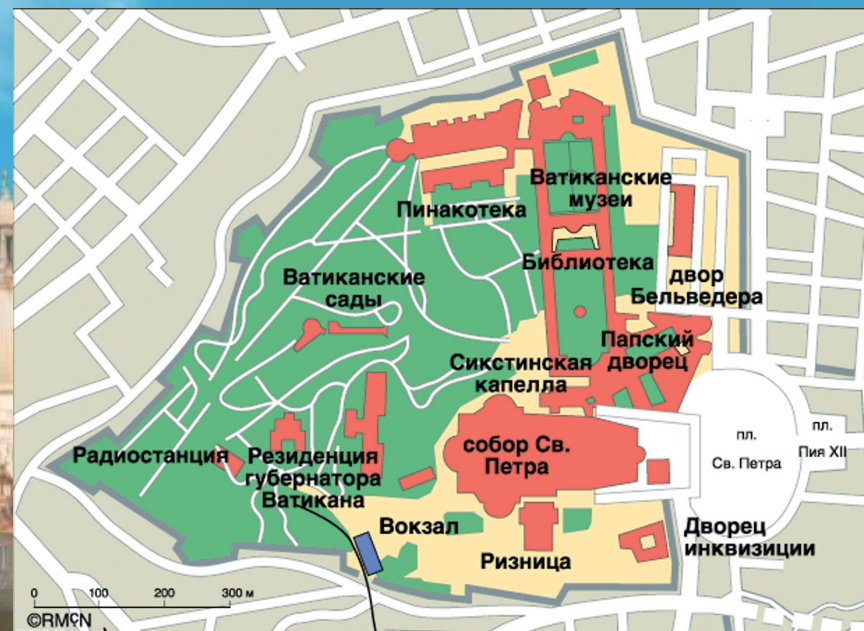 Ватиканские
музеи
Пинакотека
Библиотека
двор
Бельведера
Ватиканские
сады
Папский
дворец
Сикстинская
капелла
собор Св.
Петра
пл.
Св. Петра
пл.
Пия XII
Радиостанция
Резиденция
губернатора
Ватикана
Вокзал
Ризница
Дворец
инквизиции
0 100 200 300 м